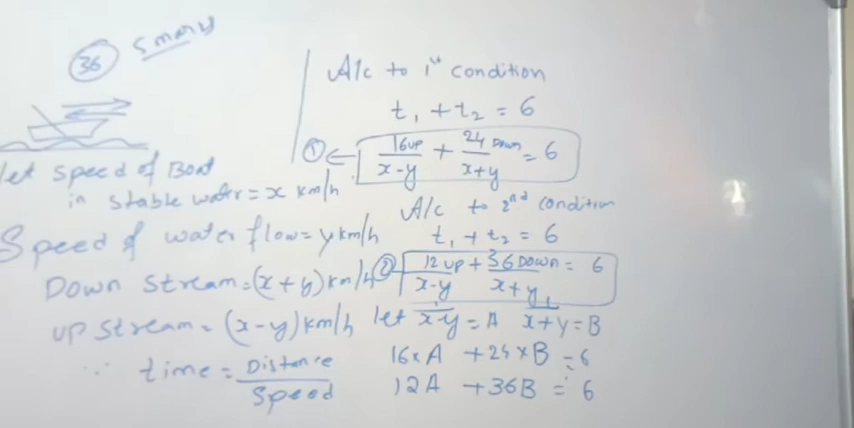 36 5 mark
let speed of Boat
in stable water = x km/h
Speed of water flow = y km/h
Down stream = (x + y) km/h
up stream = (x - y) km/h
∵ time = Distance / Speed
A/c to 1st condition
t₁ + t₂ = 6
① ← 16 up / x-y + 24 Down / x+y = 6
A/c to 2nd condition
t₁ + t₂ = 6
② 12 up / x-y + 36 Down / x+y = 6
let 1 / x-y = A 1 / x+y = B
16 x A + 24 x B = 6
12A + 36B = 6